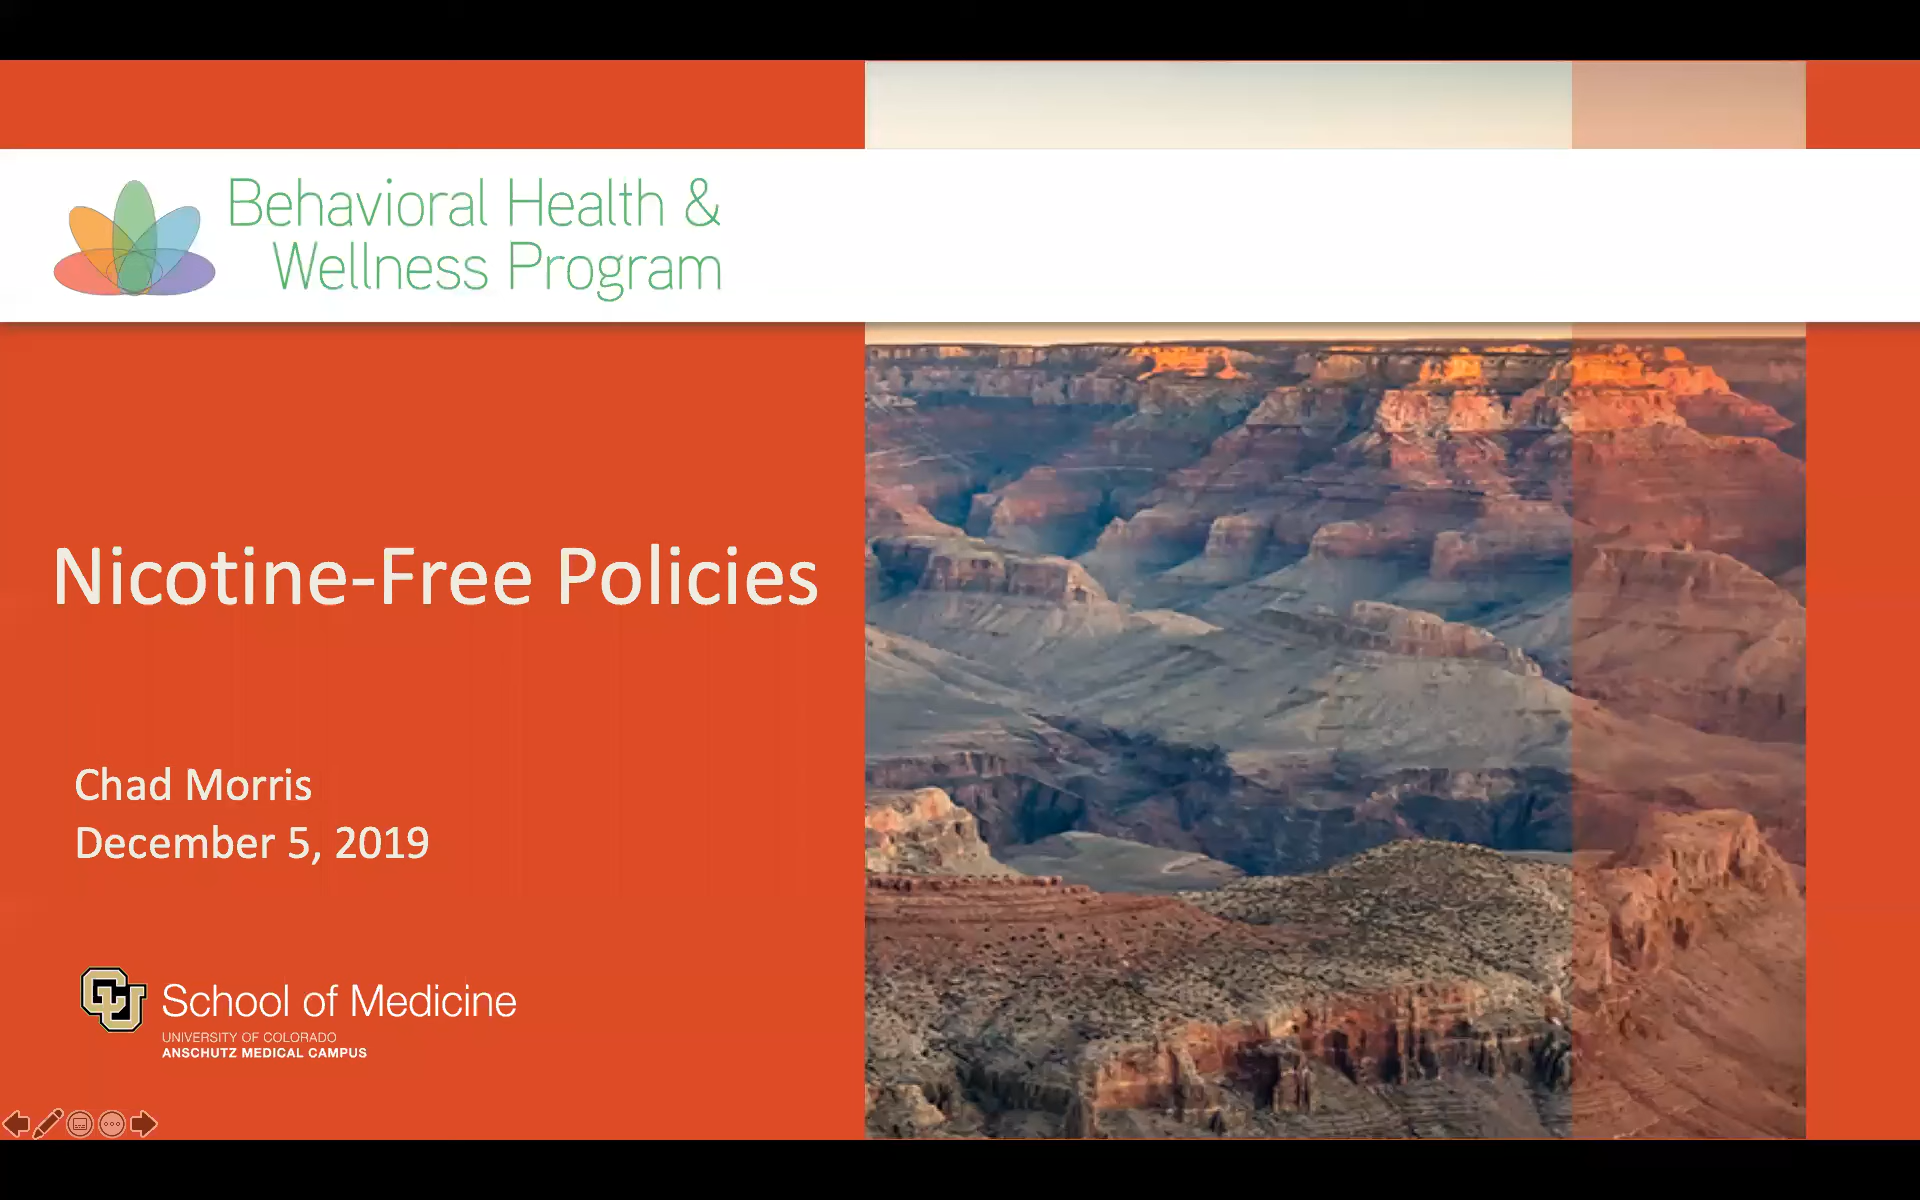 Behavioral Health &
Wellness Program
Nicotine-Free Policies
Chad Morris
December 5, 2019
CU
School of Medicine
UNIVERSITY OF COLORADO
ANSCHUTZ MEDICAL CAMPUS